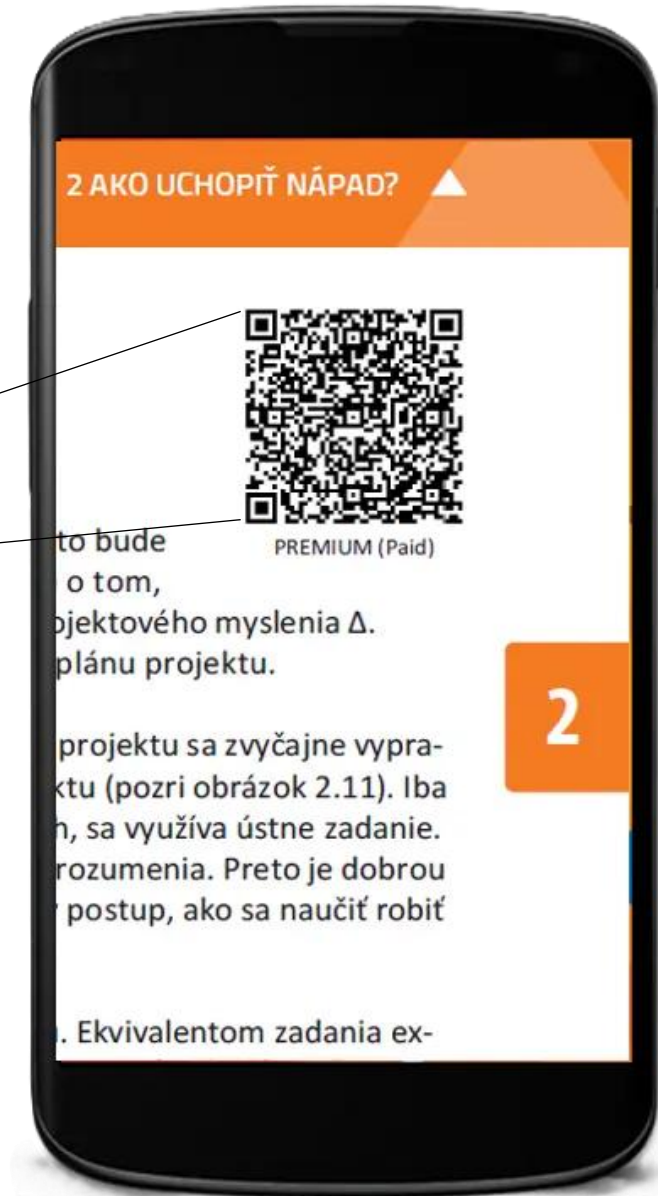 2 AKO UCHOPIŤ NÁPAD?
PREMIUM (Paid)
to bude
o tom,
ojektového myslenia Δ.
plánu projektu.
2
projektu sa zvyčajne vypra-
ktu (pozri obrázok 2.11). Iba
h, sa využíva ústne zadanie.
rozumenia. Preto je dobrou
postup, ako sa naučiť robiť
. Ekvivalentom zadania ex-